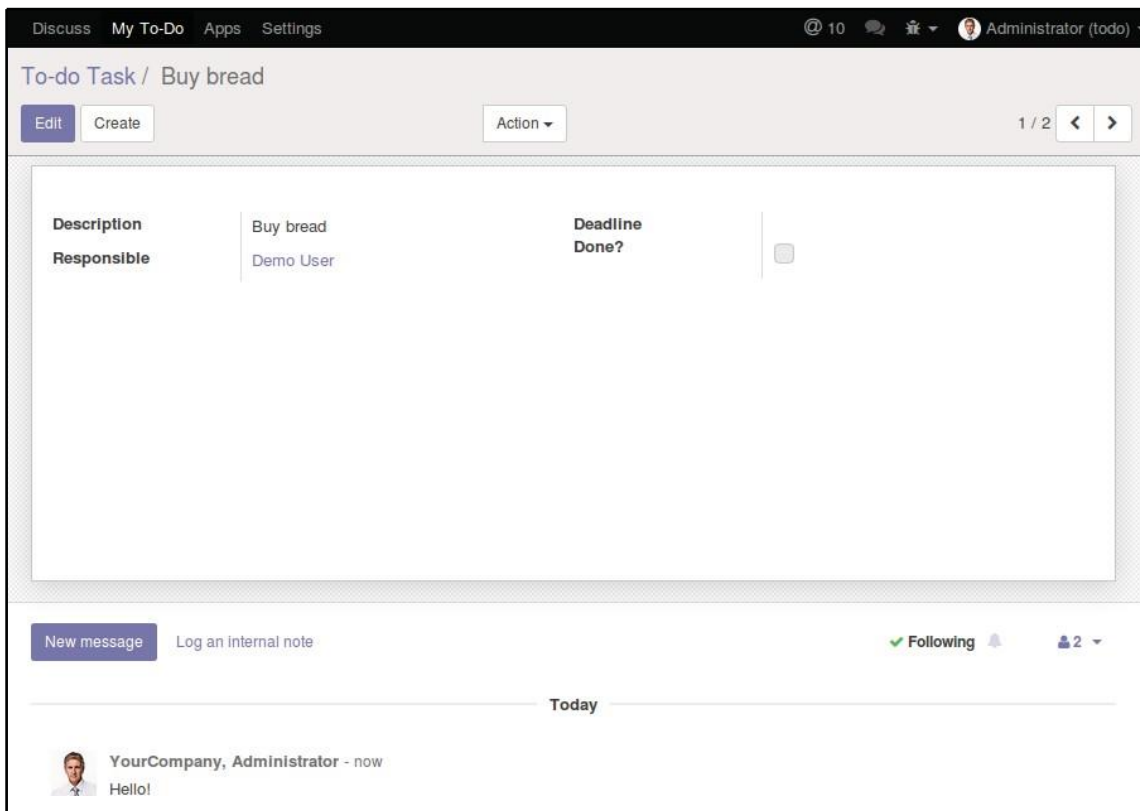 Discuss My To-Do Apps Settings @ 10 Administrator (todo)
To-do Task / Buy bread
Edit Create Action 1 / 2
Description Buy bread Deadline
Responsible Demo User Done?
New message Log an internal note Following 2
Today
YourCompany, Administrator - now
Hello!